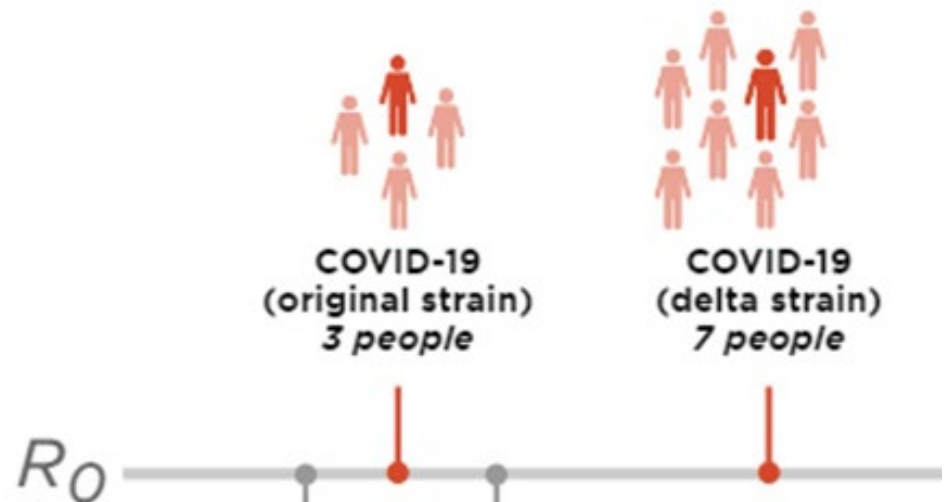 COVID-19
(original strain)
3 people
COVID-19
(delta strain)
7 people
R0